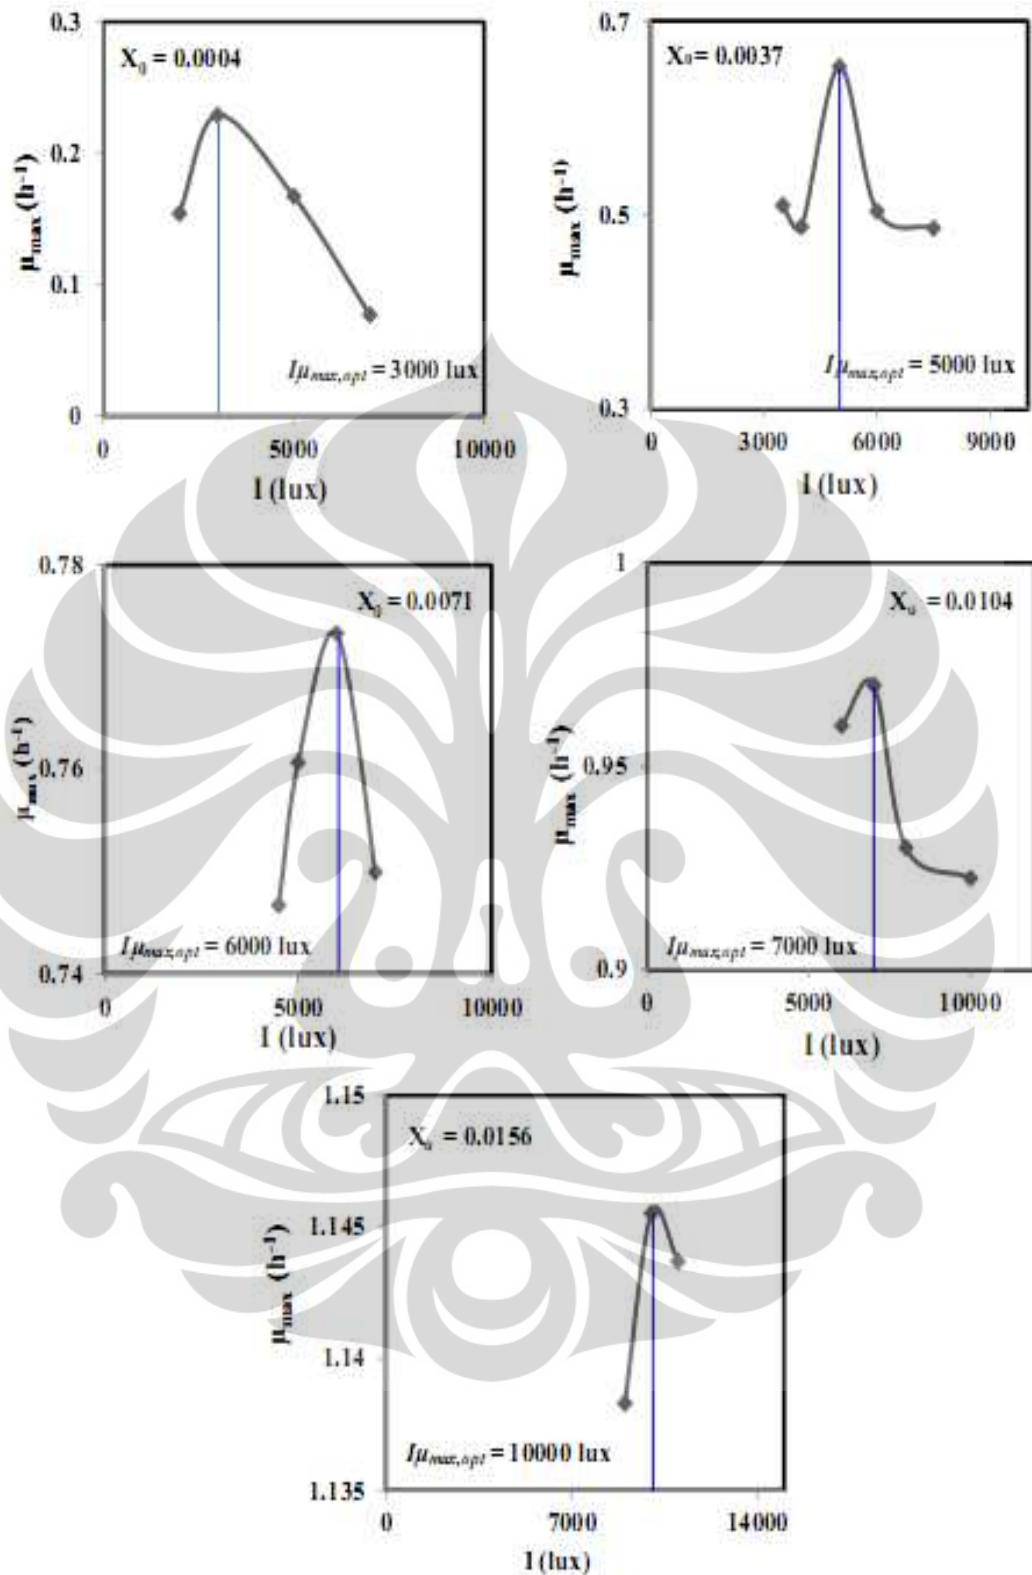 0.3
X₀ = 0.0004
0.2
μmax (h⁻¹)
0.1
Iμmax,opt = 3000 lux
0
0 5000 10000
I (lux)
0.7
X₀ = 0.0037
0.5
μmax (h⁻¹)
Iμmax,opt = 5000 lux
0.3
0 3000 6000 9000
I (lux)
0.78
X₀ = 0.0071
μmax (h⁻¹)
0.76
Iμmax,opt = 6000 lux
0.74
0 5000 10000
I (lux)
1
X₀ = 0.0104
μmax (h⁻¹)
0.95
Iμmax,opt = 7000 lux
0.9
0 5000 10000
I (lux)
1.15
X₀ = 0.0156
1.145
μmax (h⁻¹)
1.14
Iμmax,opt = 10000 lux
1.135
0 7000 14000
I (lux)